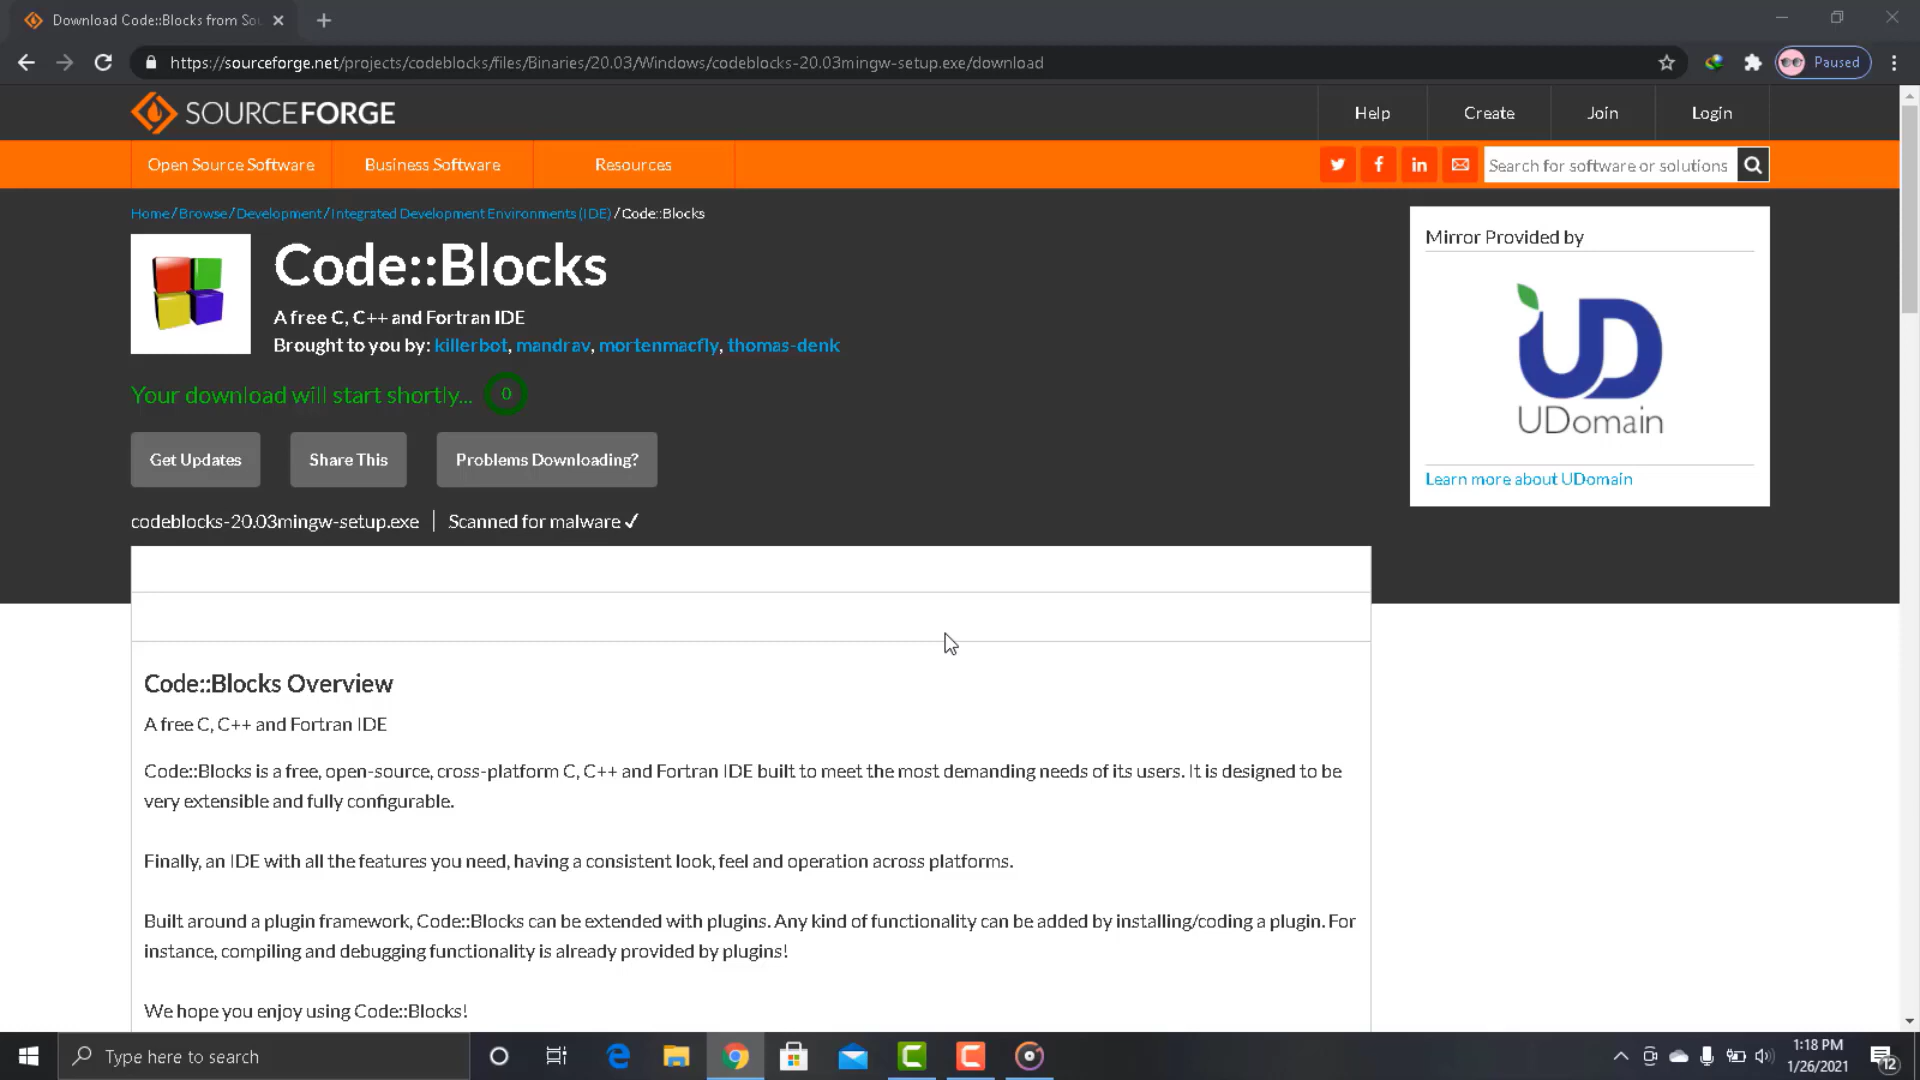 Download Code::Blocks from Sou
https://sourceforge.net/projects/codeblocks/files/Binaries/20.03/Windows/codeblocks-20.03mingw-setup.exe/download
Paused
SOURCEFORGE
Help
Create
Join
Login
Open Source Software
Business Software
Resources
Search for software or solutions
Home / Browse / Development / Integrated Development Environments (IDE) / Code::Blocks
Code::Blocks
A free C, C++ and Fortran IDE
Brought to you by: killerbot, mandrav, mortenmacfly, thomas-denk
Your download will start shortly... 0
Get Updates
Share This
Problems Downloading?
codeblocks-20.03mingw-setup.exe
Scanned for malware ✓
Mirror Provided by
UD
UDomain
Learn more about UDomain
Code::Blocks Overview
A free C, C++ and Fortran IDE
Code::Blocks is a free, open-source, cross-platform C, C++ and Fortran IDE built to meet the most demanding needs of its users. It is designed to be
very extensible and fully configurable.
Finally, an IDE with all the features you need, having a consistent look, feel and operation across platforms.
Built around a plugin framework, Code::Blocks can be extended with plugins. Any kind of functionality can be added by installing/coding a plugin. For
instance, compiling and debugging functionality is already provided by plugins!
We hope you enjoy using Code::Blocks!
Type here to search
1:18 PM
1/26/2021
12